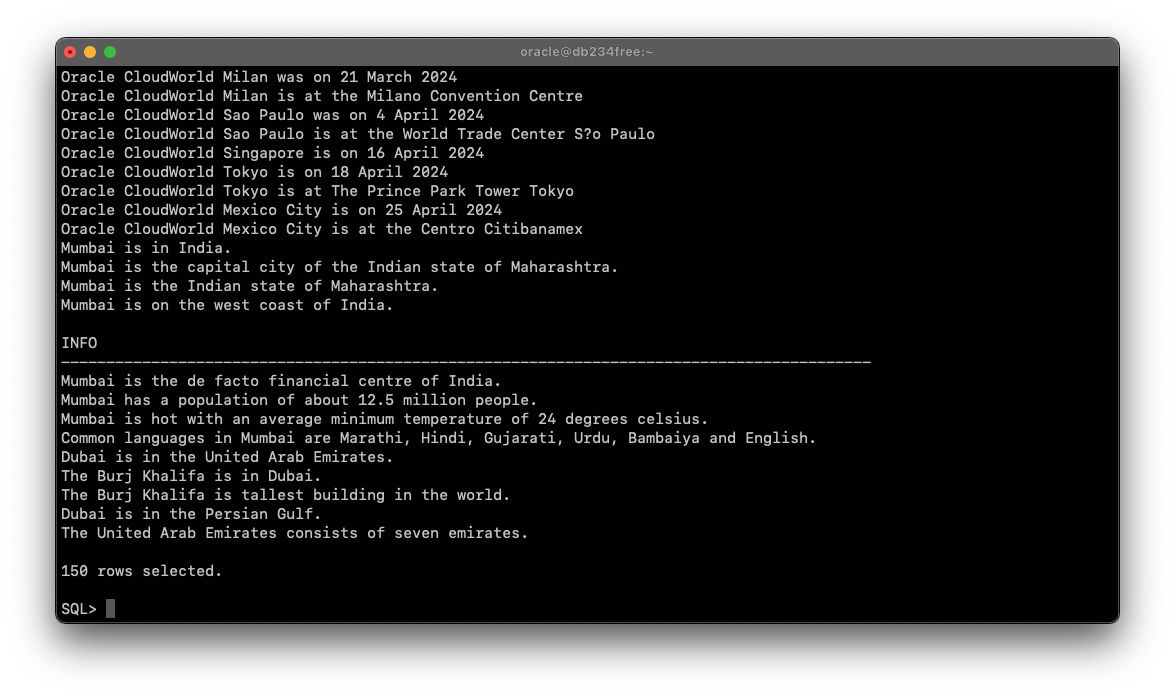 oracle@db234free:~
Oracle CloudWorld Milan was on 21 March 2024
Oracle CloudWorld Milan is at the Milano Convention Centre
Oracle CloudWorld Sao Paulo was on 4 April 2024
Oracle CloudWorld Sao Paulo is at the World Trade Center S?o Paulo
Oracle CloudWorld Singapore is on 16 April 2024
Oracle CloudWorld Tokyo is on 18 April 2024
Oracle CloudWorld Tokyo is at The Prince Park Tower Tokyo
Oracle CloudWorld Mexico City is on 25 April 2024
Oracle CloudWorld Mexico City is at the Centro Citibanamex
Mumbai is in India.
Mumbai is the capital city of the Indian state of Maharashtra.
Mumbai is the Indian state of Maharashtra.
Mumbai is on the west coast of India.
INFO
------------------------------------------------------------------------------------------
Mumbai is the de facto financial centre of India.
Mumbai has a population of about 12.5 million people.
Mumbai is hot with an average minimum temperature of 24 degrees celsius.
Common languages in Mumbai are Marathi, Hindi, Gujarati, Urdu, Bambaiya and English.
Dubai is in the United Arab Emirates.
The Burj Khalifa is in Dubai.
The Burj Khalifa is tallest building in the world.
Dubai is in the Persian Gulf.
The United Arab Emirates consists of seven emirates.
150 rows selected.
SQL>